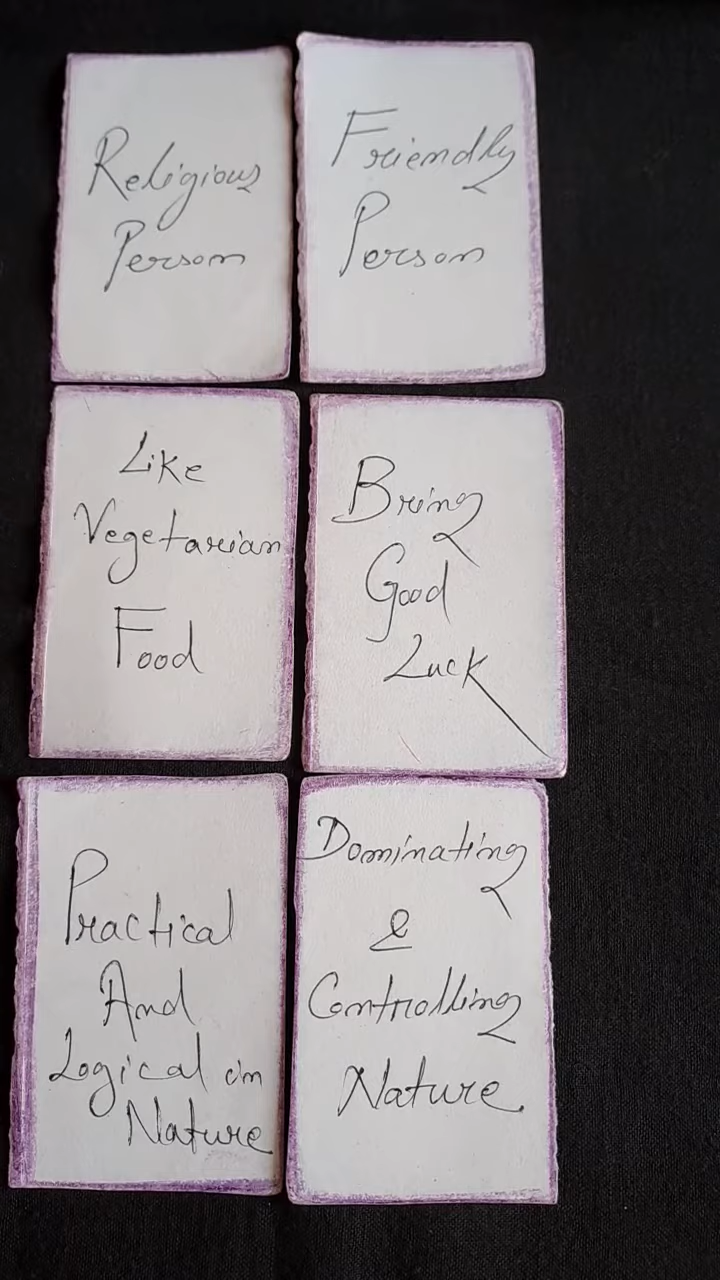 Religious
Person
Friendly
Person
Like
Vegetarian
Food
Bring
Good
Luck
Practical
And
Logical in
Nature
Dominating
&
Controlling
Nature